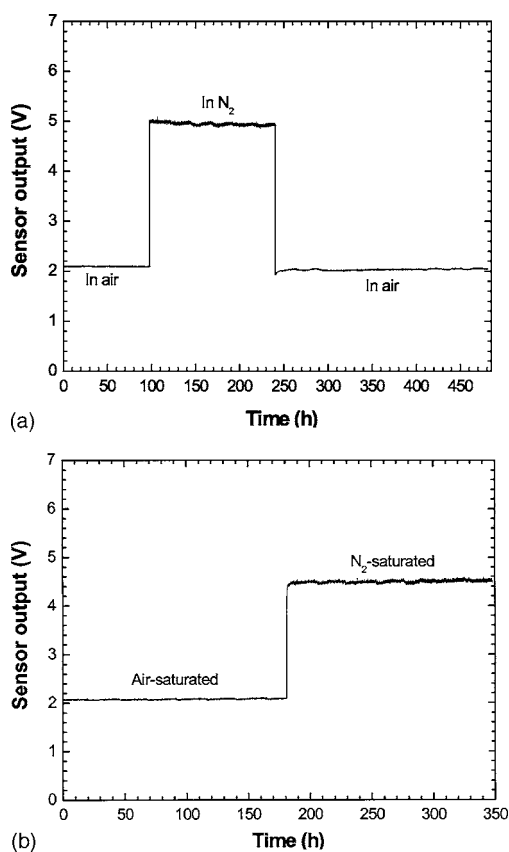 7
6
5
4
3
2
1
0
Sensor output (V)
In N₂
In air
In air
0 50 100 150 200 250 300 350 400 450
Time (h)
(a)
7
6
5
4
3
2
1
0
Sensor output (V)
N₂-saturated
Air-saturated
0 50 100 150 200 250 300 350
Time (h)
(b)